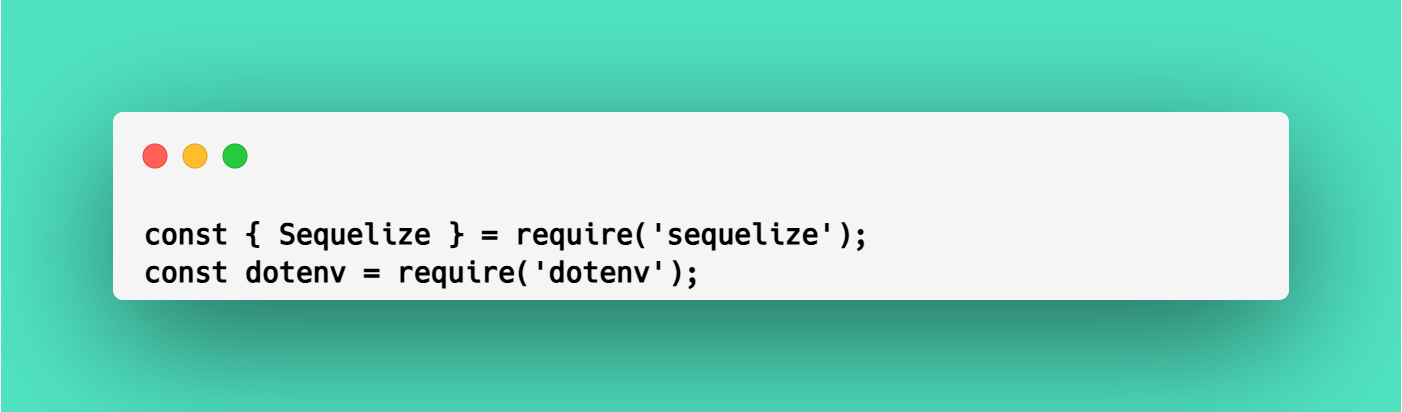 const { Sequelize } = require('sequelize');
const dotenv = require('dotenv');